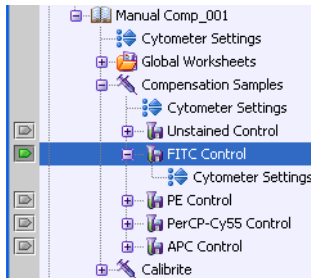 Manual Comp_001
Cytometer Settings
Global Worksheets
Compensation Samples
Cytometer Settings
Unstained Control
FITC Control
Cytometer Settings
PE Control
PerCP-Cy55 Control
APC Control
Calibrite